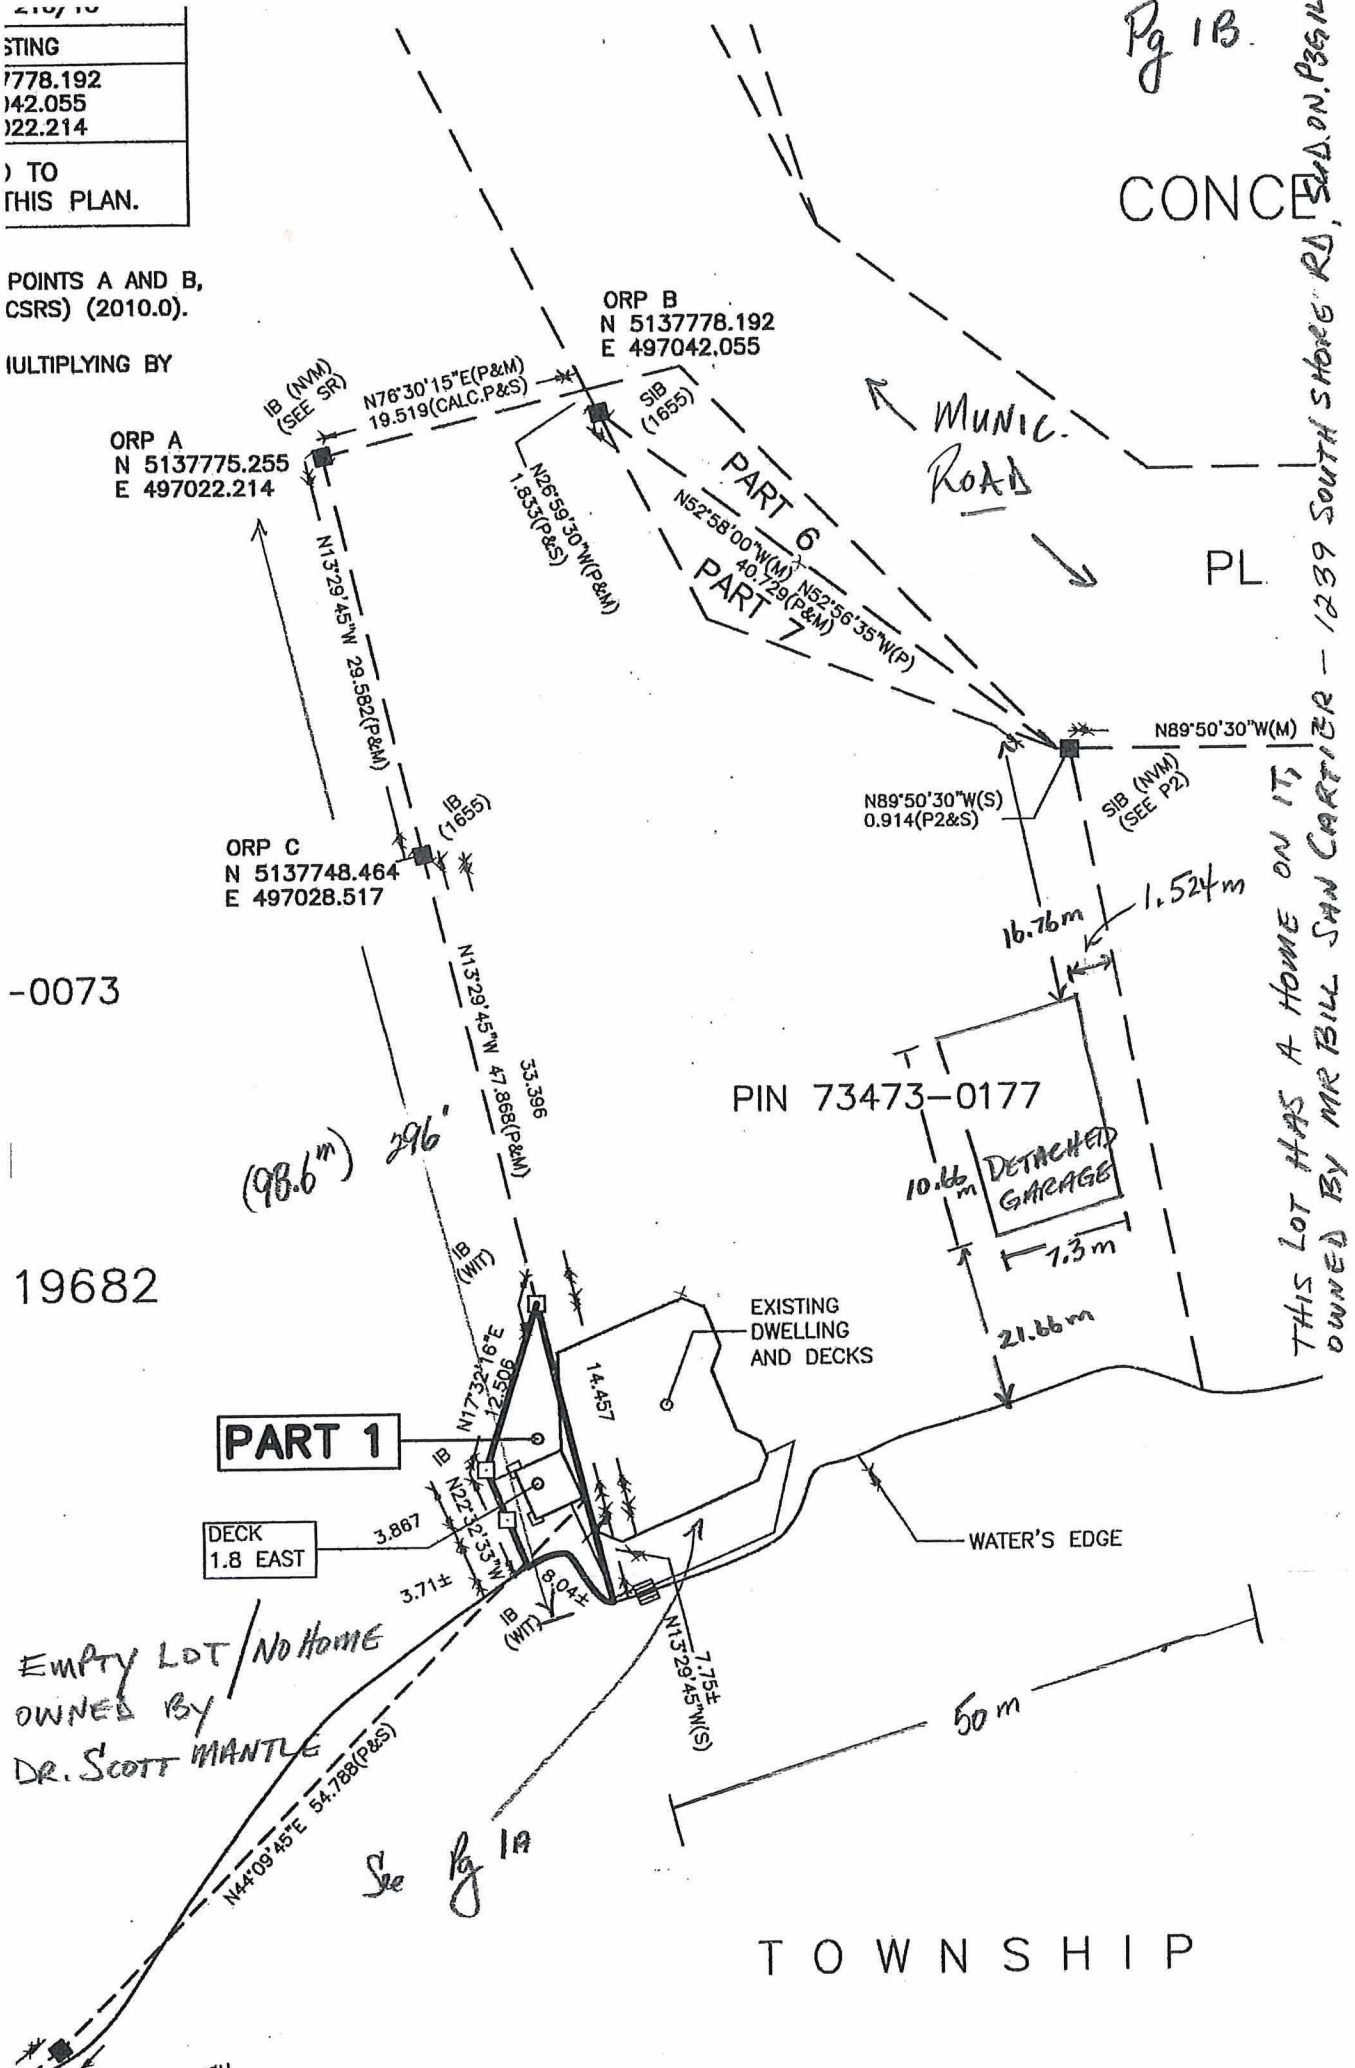 Pg 1B.
STING
7778.192
042.055
022.214
) TO
THIS PLAN.
CONCE
POINTS A AND B,
CSRS) (2010.0).
ULTIPLYING BY
ORP B
N 5137778.192
E 497042.055
IB (NVM)
(SEE SR)
N76°30'15"E(P&M)
19.519(CALC.P&S)
SIB
(1655)
ORP A
N 5137775.255
E 497022.214
MUNIC.
ROAD
PART 6
N26°59'30"W(P&M)
1.833(P&S)
N52°58'00"W(M) N52°56'35"W(P)
40.729(P&M)
PART 7
PL
N13°29'45"W 29.582(P&M)
N89°50'30"W(M)
SIB (NVM)
(SEE P2)
N89°50'30"W(S)
0.914(P2&S)
IB
(1655)
ORP C
N 5137748.464
E 497028.517
1.524m
16.76m
-0073
N13°29'45"W 47.868(P&M)
33.396
PIN 73473-0177
(98.6m) 296'
DETACHED
GARAGE
10.66
m
7.3m
21.66m
IB
(WIT)
19682
EXISTING
DWELLING
AND DECKS
N17°32'16"E
12.506
14.457
PART 1
IB
N22°32'33"W
DECK
1.8 EAST
3.867
3.71±
8.04±
IB
(WIT)
WATER'S EDGE
7.75±
N13°29'45"W(S)
EMPTY LOT / NO HOME
OWNED BY
DR. SCOTT MANTLE
50m
N44°09'45"E 54.788(P&S)
See Pg 1A
TOWNSHIP
THIS LOT HAS A HOME ON IT,
OWNED BY MR BILL SAN CARTIER - 1239 SOUTH SHORE RD, SUD.ON.